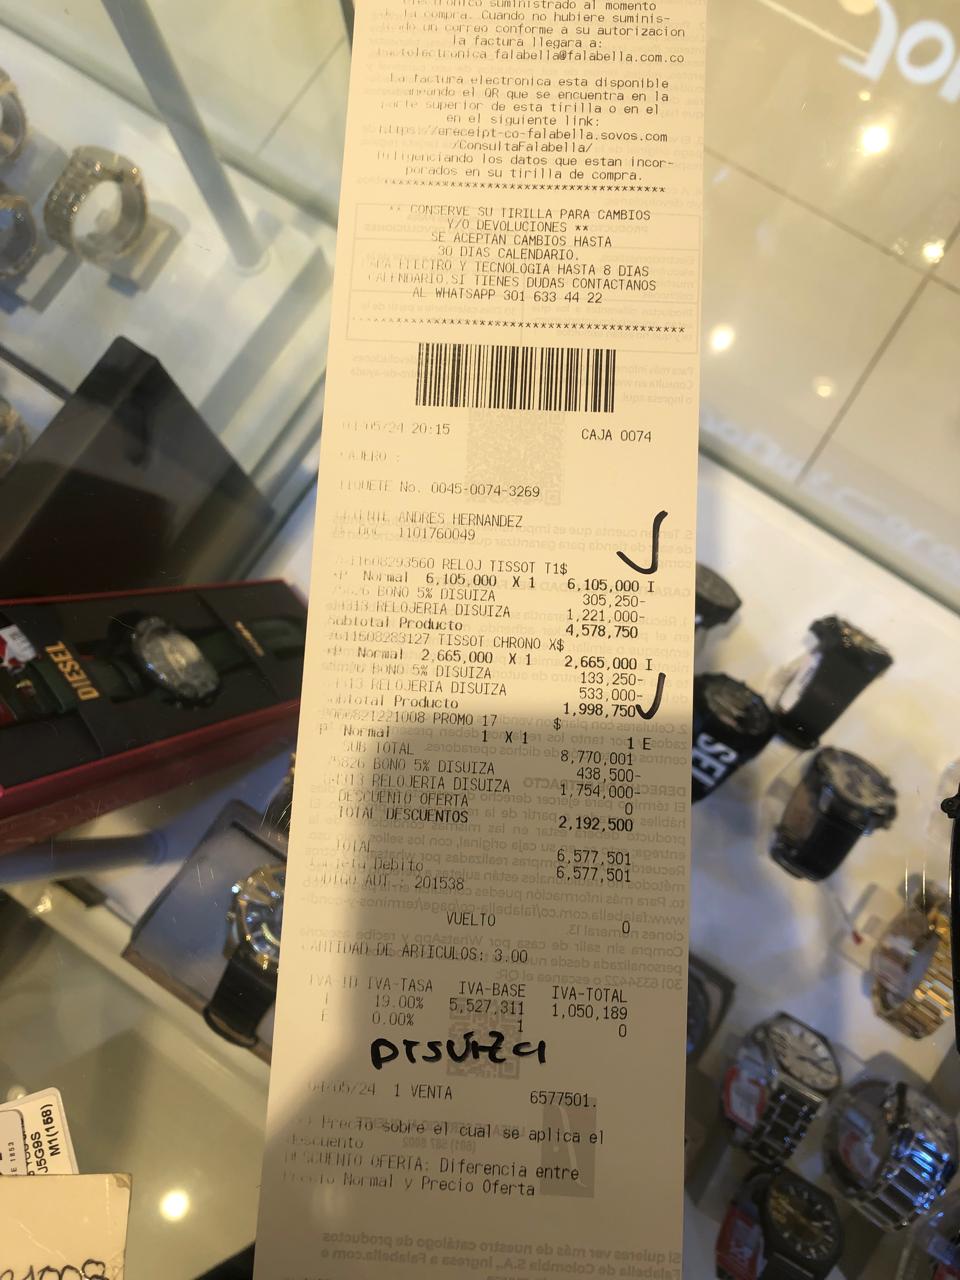 electronico suministrado al momento
de la compra. Cuando no hubiere suminis-
trado un correo conforme a su autorizacion
la factura llegara a:
falabella@falabella.com.co
La factura electronica esta disponible
escaneando el QR que se encuentra en la
parte superior de esta tirilla o en el
en el siguiente link:
https://ereceipt-co-falabella.sovos.com
/ConsultaFalabella/
Diligenciando los datos que estan incor-
porados en su tirilla de compra.
** CONSERVE SU TIRILLA PARA CAMBIOS
Y/O DEVOLUCIONES **
SE ACEPTAN CAMBIOS HASTA
30 DIAS CALENDARIO.
PARA ELECTRO Y TECNOLOGIA HASTA 8 DIAS
CALENDARIO.SI TIENES DUDAS CONTACTANOS
AL WHATSAPP 301 633 44 22
/05/24 20:15 CAJA 0074
CAJERO :
TIQUETE No. 0045-0074-3269
CLIENTE ANDRES HERNANDEZ
1101760049
7611608293560 RELOJ TISSOT T1$
P Normal 6,105,000 X 1 6,105,000 I
75826 BONO 5% DISUIZA 305,250-
RELOJERIA DISUIZA 1,221,000-
Subtotal Producto 4,578,750
7611608283127 TISSOT CHRONO X$
P Normal 2,665,000 X 1 2,665,000 I
BONO 5% DISUIZA 133,250-
RELOJERIA DISUIZA 533,000-
Subtotal Producto 1,998,750
PROMO 17 $
P Normal 1 X 1 1 E
SUB TOTAL 8,770,001
75826 BONO 5% DISUIZA 438,500-
RELOJERIA DISUIZA 1,754,000-
DESCUENTO OFERTA 0
TOTAL DESCUENTOS 2,192,500
TOTAL 6,577,501
Tarjeta Debito 6,577,501
CODIGO AUT.: 201538
VUELTO 0
CANTIDAD DE ARTICULOS: 3.00
IVA-ID IVA-TASA IVA-BASE IVA-TOTAL
I 19.00% 5,527,311 1,050,189
E 0.00% 1 0
DISUIZA
/05/24 1 VENTA 6577501.
Precio sobre el cual se aplica el
descuento
DESCUENTO OFERTA: Diferencia entre
Precio Normal y Precio Oferta
DIESEL
J5G9S
M1(158)